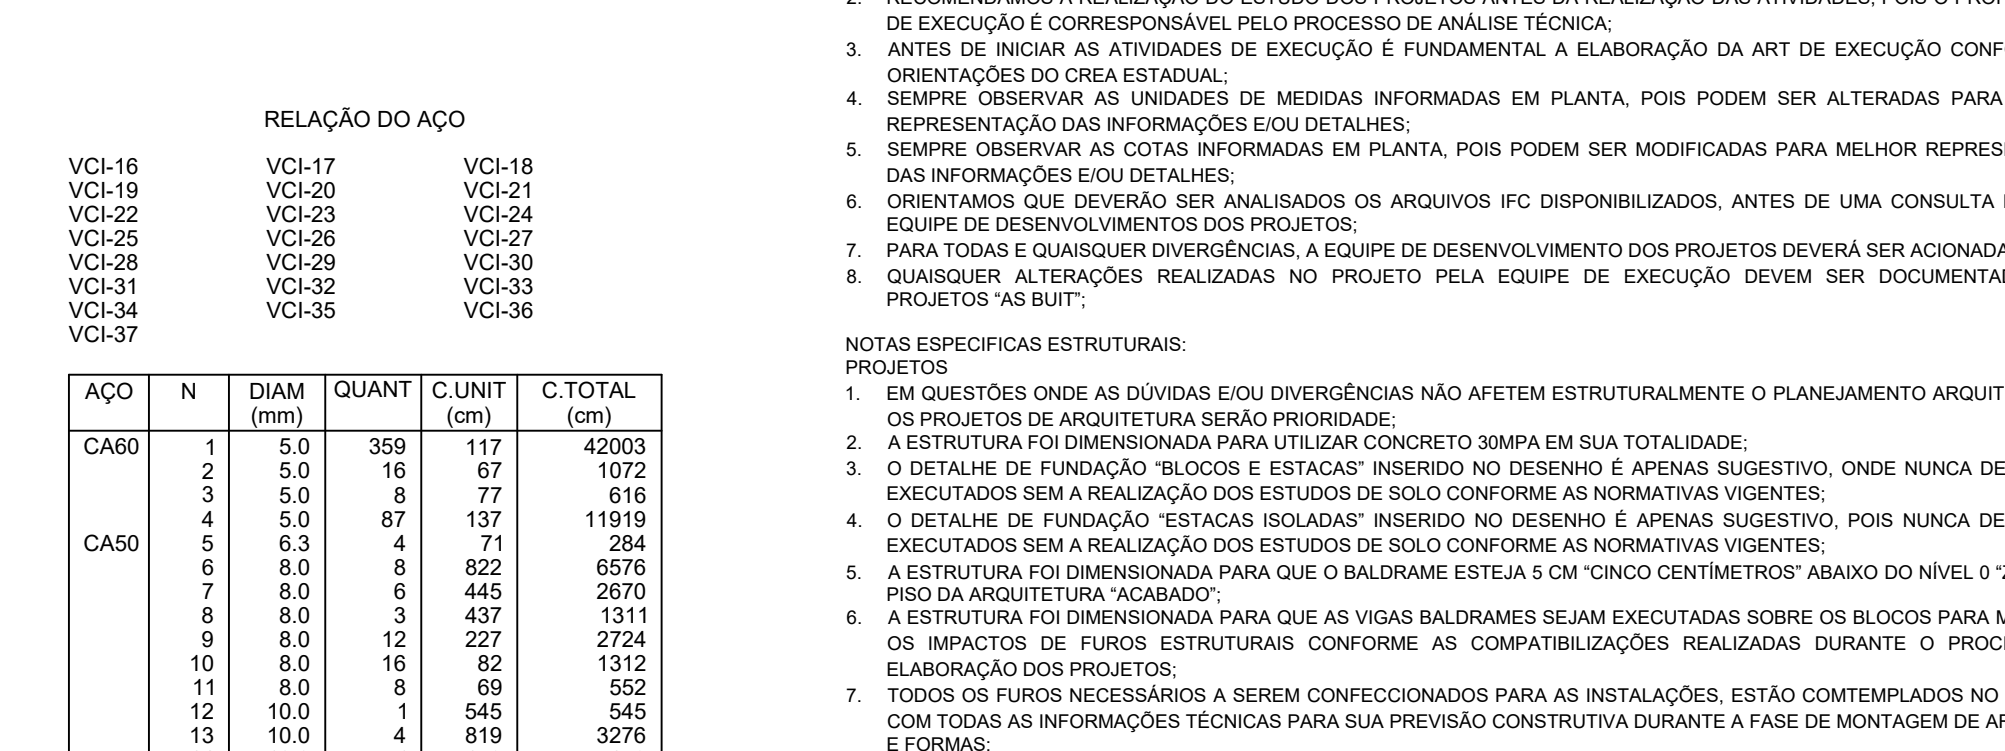 RELAÇÃO DO AÇO
VCI-16 VCI-17 VCI-18
VCI-19 VCI-20 VCI-21
VCI-22 VCI-23 VCI-24
VCI-25 VCI-26 VCI-27
VCI-28 VCI-29 VCI-30
VCI-31 VCI-32 VCI-33
VCI-34 VCI-35 VCI-36
VCI-37
AÇO N DIAM QUANT C.UNIT C.TOTAL
(mm) (cm) (cm)
CA60 1 5.0 359 117 42003
2 5.0 16 67 1072
3 5.0 8 77 616
4 5.0 87 137 11919
CA50 5 6.3 4 71 284
6 8.0 8 822 6576
7 8.0 6 445 2670
8 8.0 3 437 1311
9 8.0 12 227 2724
10 8.0 16 82 1312
11 8.0 8 69 552
12 10.0 1 545 545
13 10.0 4 819 3276
2. RECOMENDAMOS A REALIZAÇÃO DO ESTUDO DOS PROJETOS ANTES DA REALIZAÇÃO DAS ATIVIDADES, POIS O
DE EXECUÇÃO É CORRESPONSÁVEL PELO PROCESSO DE ANÁLISE TÉCNICA;
3. ANTES DE INICIAR AS ATIVIDADES DE EXECUÇÃO É FUNDAMENTAL A ELABORAÇÃO DA ART DE EXECUÇÃO
ORIENTAÇÕES DO CREA ESTADUAL;
4. SEMPRE OBSERVAR AS UNIDADES DE MEDIDAS INFORMADAS EM PLANTA, POIS PODEM SER ALTERADAS PARA
REPRESENTAÇÃO DAS INFORMAÇÕES E/OU DETALHES;
5. SEMPRE OBSERVAR AS COTAS INFORMADAS EM PLANTA, POIS PODEM SER MODIFICADAS PARA MELHOR
DAS INFORMAÇÕES E/OU DETALHES;
6. ORIENTAMOS QUE DEVERÃO SER ANALISADOS OS ARQUIVOS IFC DISPONIBILIZADOS, ANTES DE UMA CONSULTA
EQUIPE DE DESENVOLVIMENTOS DOS PROJETOS;
7. PARA TODAS E QUAISQUER DIVERGÊNCIAS, A EQUIPE DE DESENVOLVIMENTO DOS PROJETOS DEVERÁ SER ACIONADA
8. QUAISQUER ALTERAÇÕES REALIZADAS NO PROJETO PELA EQUIPE DE EXECUÇÃO DEVEM SER
PROJETOS “AS BUIT”;
NOTAS ESPECIFICAS ESTRUTURAIS:
PROJETOS
1. EM QUESTÕES ONDE AS DÚVIDAS E/OU DIVERGÊNCIAS NÃO AFETEM ESTRUTURALMENTE O PLANEJAMENTO
OS PROJETOS DE ARQUITETURA SERÃO PRIORIDADE;
2. A ESTRUTURA FOI DIMENSIONADA PARA UTILIZAR CONCRETO 30MPA EM SUA TOTALIDADE;
3. O DETALHE DE FUNDAÇÃO “BLOCOS E ESTACAS” INSERIDO NO DESENHO É APENAS SUGESTIVO, ONDE NUNCA
EXECUTADOS SEM A REALIZAÇÃO DOS ESTUDOS DE SOLO CONFORME AS NORMATIVAS VIGENTES;
4. O DETALHE DE FUNDAÇÃO “ESTACAS ISOLADAS” INSERIDO NO DESENHO É APENAS SUGESTIVO, POIS NUNCA
EXECUTADOS SEM A REALIZAÇÃO DOS ESTUDOS DE SOLO CONFORME AS NORMATIVAS VIGENTES;
5. A ESTRUTURA FOI DIMENSIONADA PARA QUE O BALDRAME ESTEJA 5 CM “CINCO CENTÍMETROS” ABAIXO DO NÍVEL 0
PISO DA ARQUITETURA “ACABADO”;
6. A ESTRUTURA FOI DIMENSIONADA PARA QUE AS VIGAS BALDRAMES SEJAM EXECUTADAS SOBRE OS BLOCOS PARA
OS IMPACTOS DE FUROS ESTRUTURAIS CONFORME AS COMPATIBILIZAÇÕES REALIZADAS DURANTE O
ELABORAÇÃO DOS PROJETOS;
7. TODOS OS FUROS NECESSÁRIOS A SEREM CONFECCIONADOS PARA AS INSTALAÇÕES, ESTÃO COMTEMPLADOS NO
COM TODAS AS INFORMAÇÕES TÉCNICAS PARA SUA PREVISÃO CONSTRUTIVA DURANTE A FASE DE MONTAGEM DE
E FORMAS;